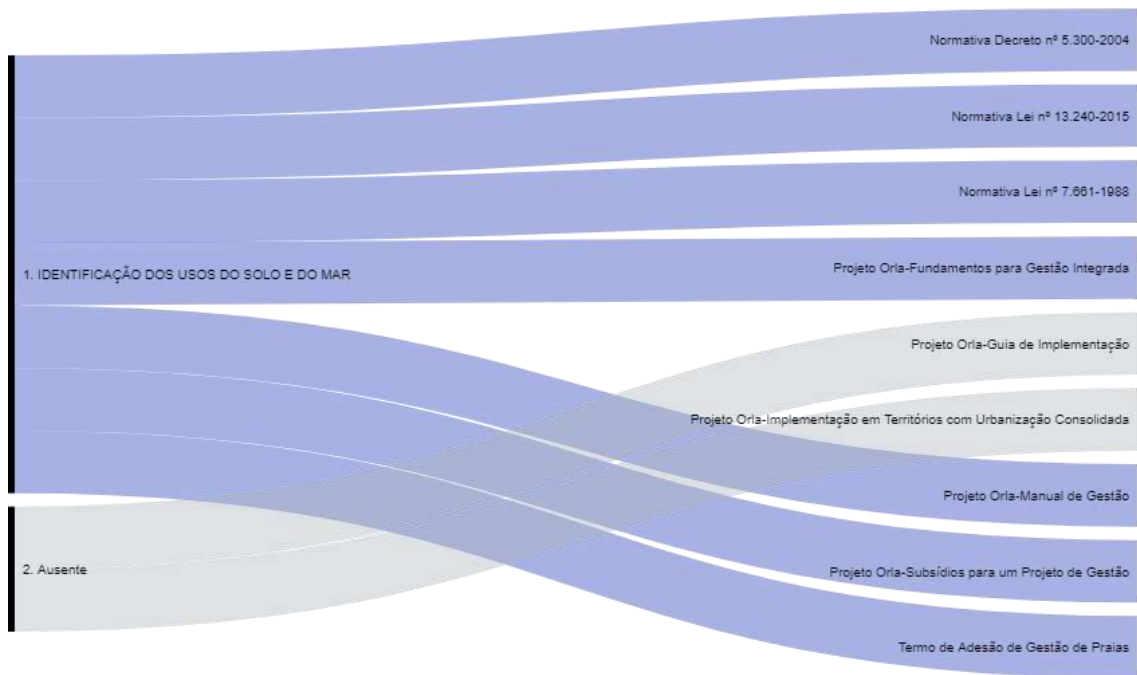 Normativa Decreto nº 5.300-2004
Normativa Lei nº 13.240-2015
Normativa Lei nº 7.661-1988
1. IDENTIFICAÇÃO DOS USOS DO SOLO E DO MAR
Projeto Orla-Fundamentos para Gestão Integrada
Projeto Orla-Guia de Implementação
Projeto Orla-Implementação em Territórios com Urbanização Consolidada
Projeto Orla-Manual de Gestão
2. Ausente
Projeto Orla-Subsídios para um Projeto de Gestão
Termo de Adesão de Gestão de Praias